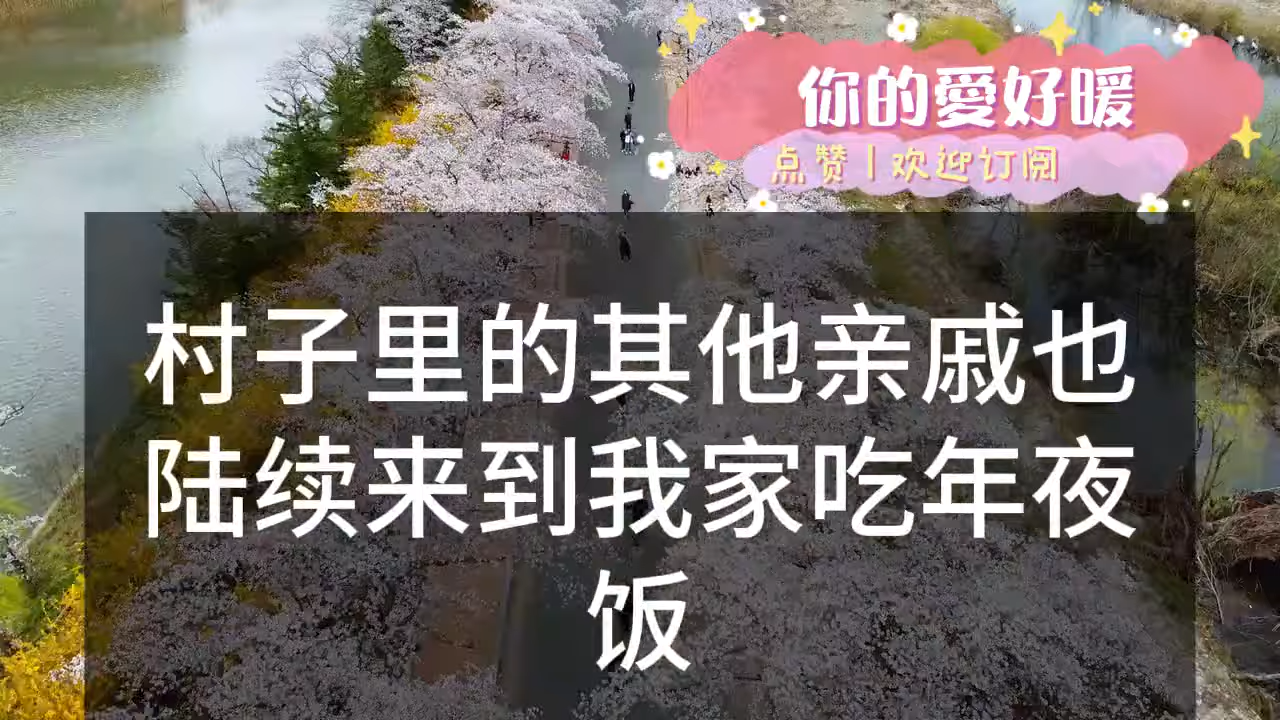 你的愛好暖
点赞 | 欢迎订阅
村子里的其他亲戚也
陆续来到我家吃年夜
饭